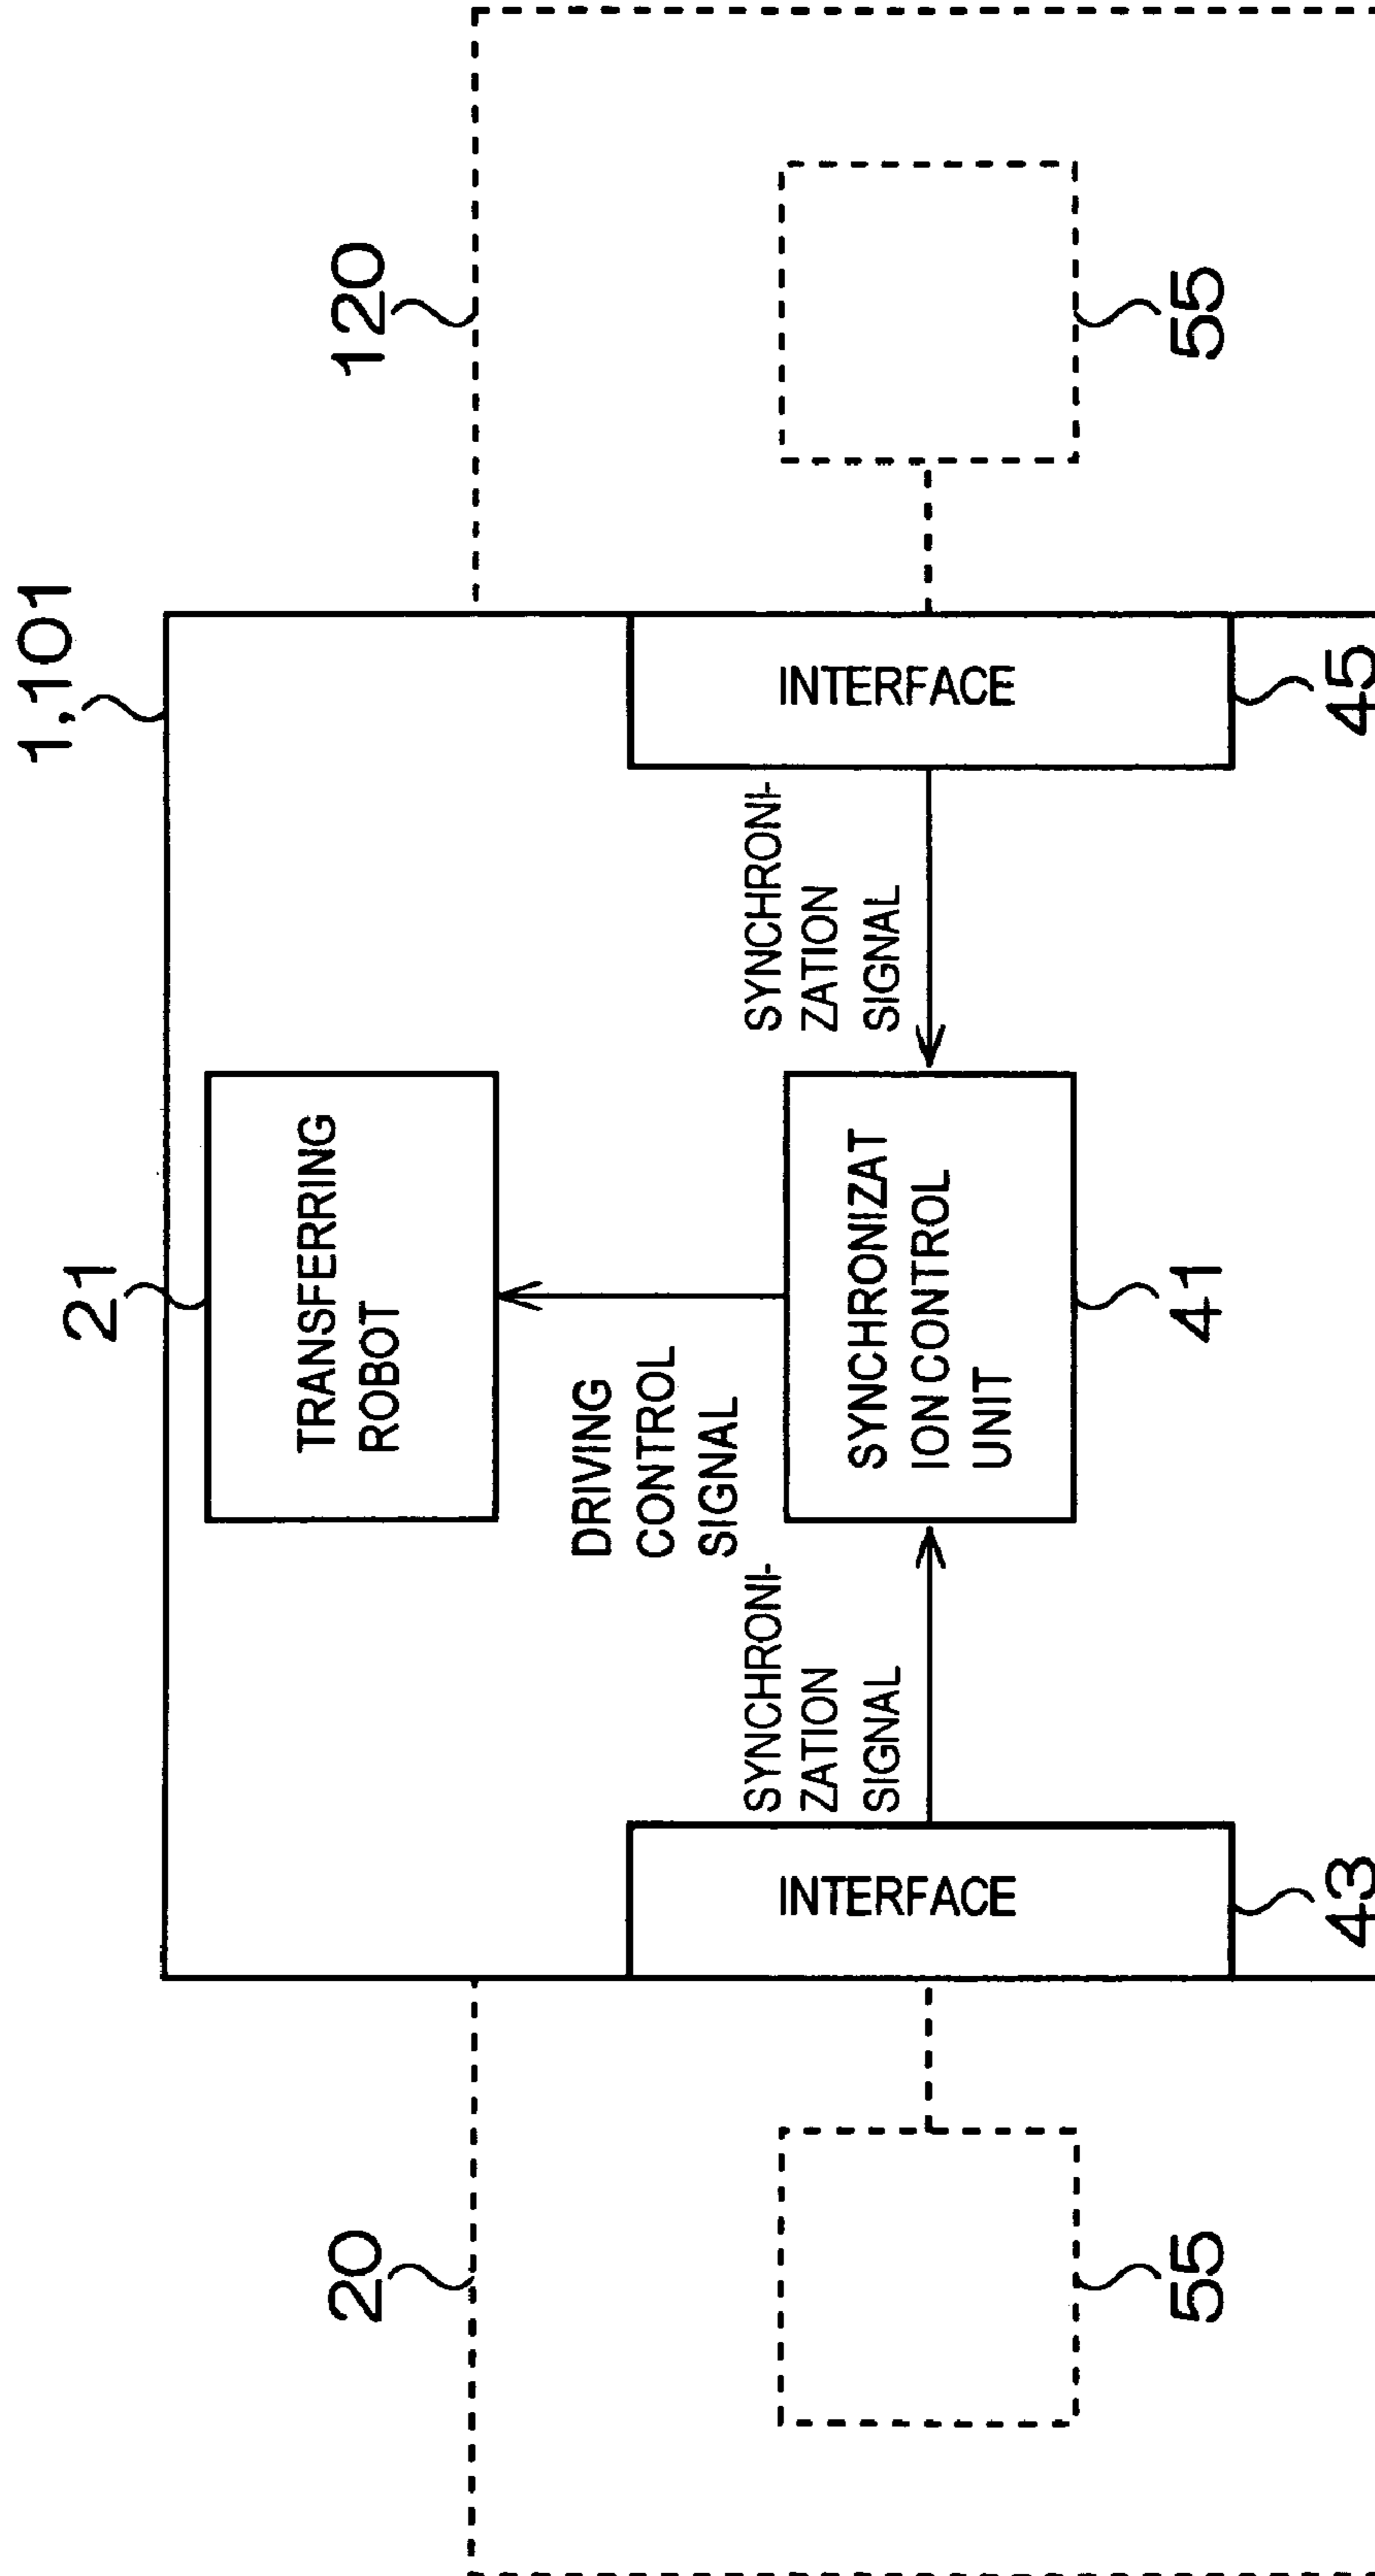 1,101
21
20
120
TRANSFERRING
ROBOT
DRIVING
CONTROL
SIGNAL
SYNCHRONI-
ZATION
SIGNAL
SYNCHRONI-
ZATION
SIGNAL
INTERFACE
SYNCHRONIZAT
ION CONTROL
UNIT
INTERFACE
55
41
55
43
45